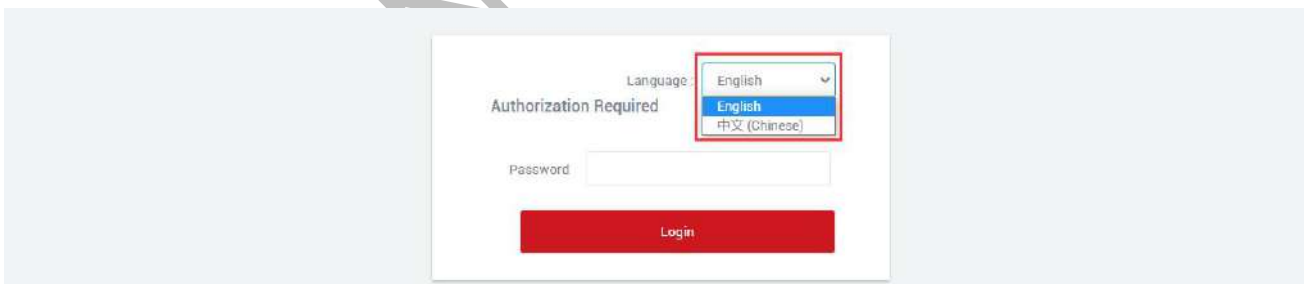 Language : English
Authorization Required
English
中文 (Chinese)
Password
Login